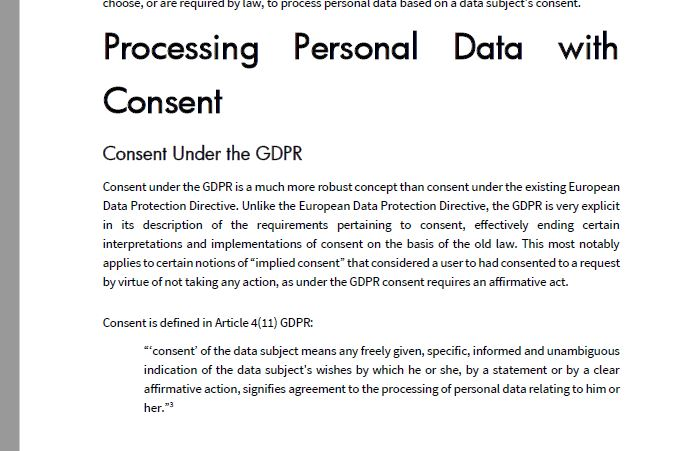 choose, or are required by law, to process personal data based on a data subject's consent.
Processing Personal Data with
Consent
Consent Under the GDPR
Consent under the GDPR is a much more robust concept than consent under the existing European
Data Protection Directive. Unlike the European Data Protection Directive, the GDPR is very explicit
in its description of the requirements pertaining to consent, effectively ending certain
interpretations and implementations of consent on the basis of the old law. This most notably
applies to certain notions of “implied consent” that considered a user to had consented to a request
by virtue of not taking any action, as under the GDPR consent requires an affirmative act.
Consent is defined in Article 4(11) GDPR:
“‘consent’ of the data subject means any freely given, specific, informed and unambiguous
indication of the data subject's wishes by which he or she, by a statement or by a clear
affirmative action, signifies agreement to the processing of personal data relating to him or
her.”³